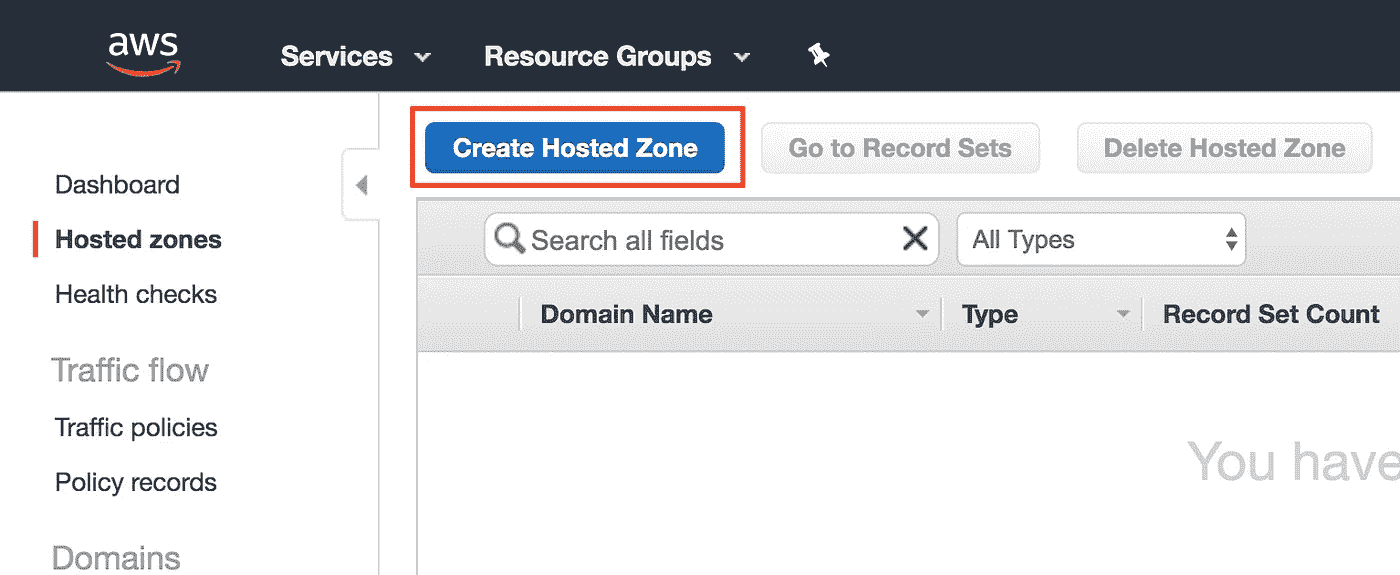 aws Services Resource Groups
Create Hosted Zone Go to Record Sets Delete Hosted Zone
Dashboard
Hosted zones
Health checks
Traffic flow
Traffic policies
Policy records
Domains
Search all fields All Types
Domain Name Type Record Set Count
You have